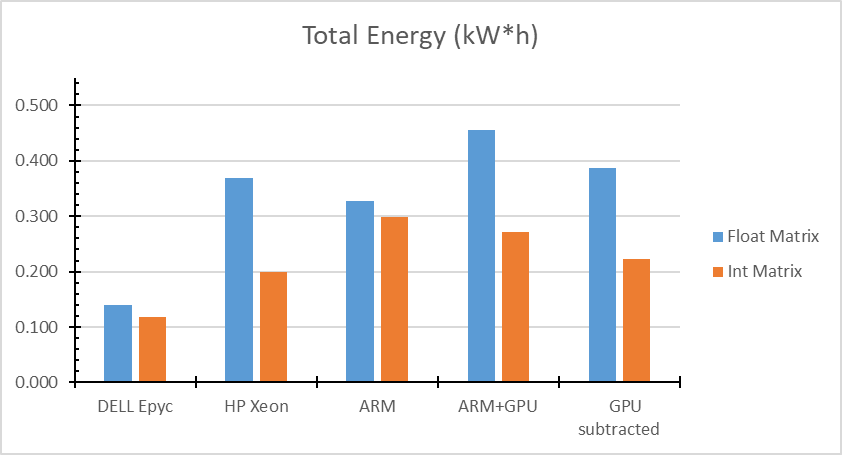 Total Energy (kW*h)
0.500
0.400
0.300
0.200
0.100
0.000
DELL Epyc
HP Xeon
ARM
ARM+GPU
GPU
subtracted
Float Matrix
Int Matrix